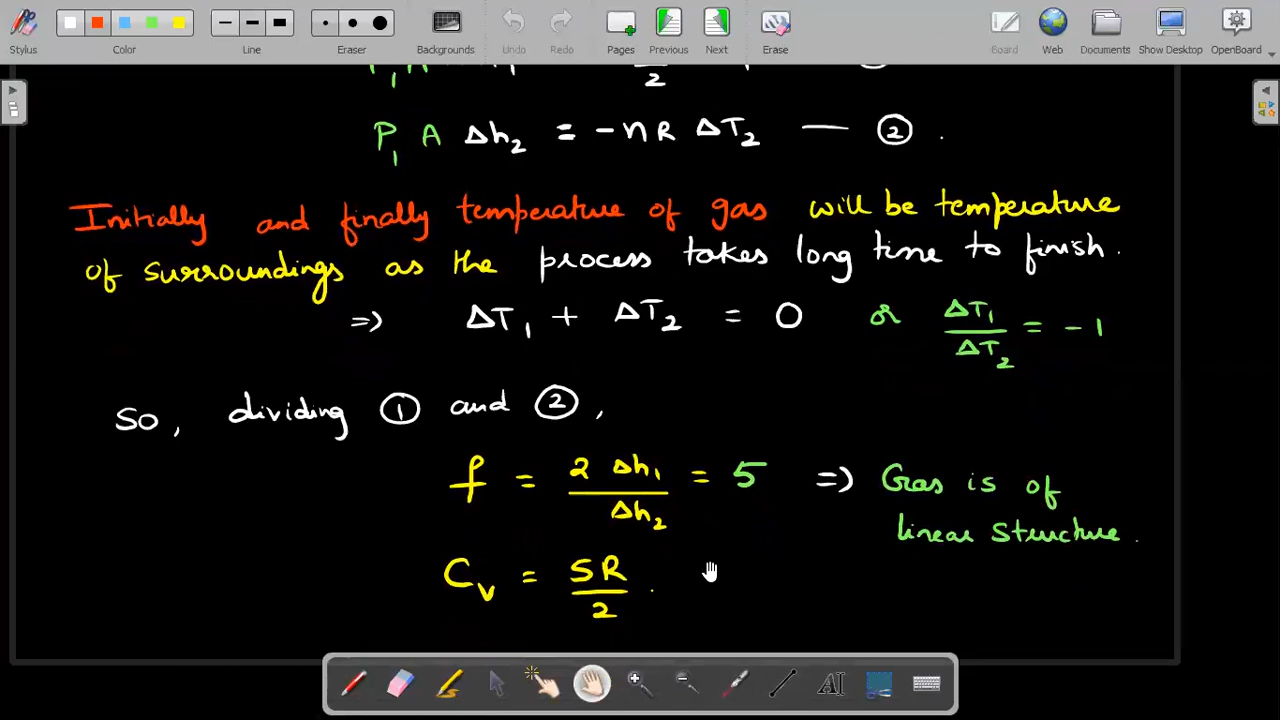 Stylus Color Line Eraser Backgrounds Undo Redo Pages Previous Next Erase Board Web Documents Show Desktop OpenBoard
P₁ A Δh₂ = -nR ΔT₂ — ②.
Initially and finally temperature of gas will be temperature
of surroundings as the process takes long time to finish.
=> ΔT₁ + ΔT₂ = 0 or ΔT₁/ΔT₂ = -1
So, dividing ① and ②,
f = 2 Δh₁/Δh₂ = 5 => Gas is of
linear structure.
Cᵥ = 5R/2.